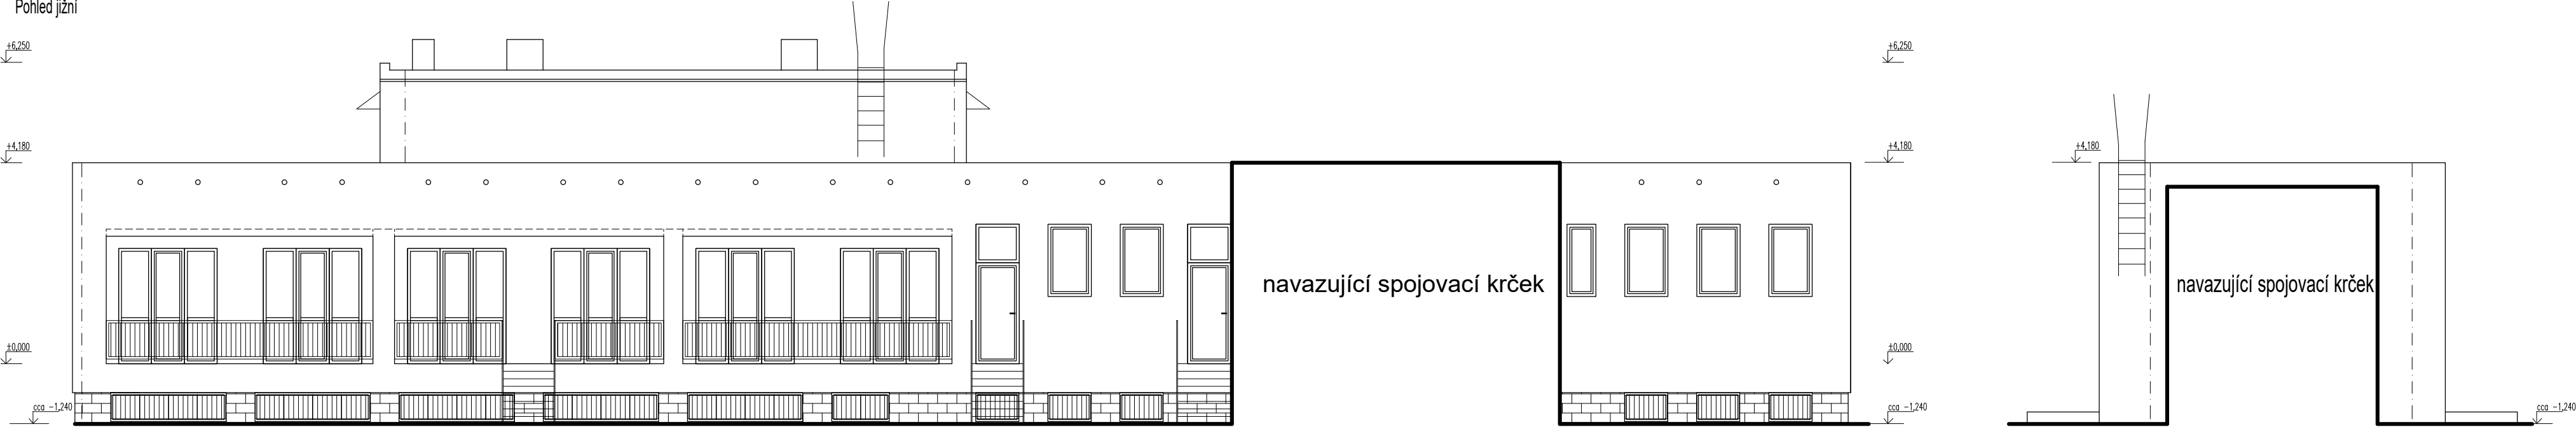 Pohled jižní
+6,250
+6,250
+4,180
+4,180
+4,180
navazující spojovací krček
navazující spojovací krček
±0,000
±0,000
cca -1,240
cca -1,240
cca -1,240